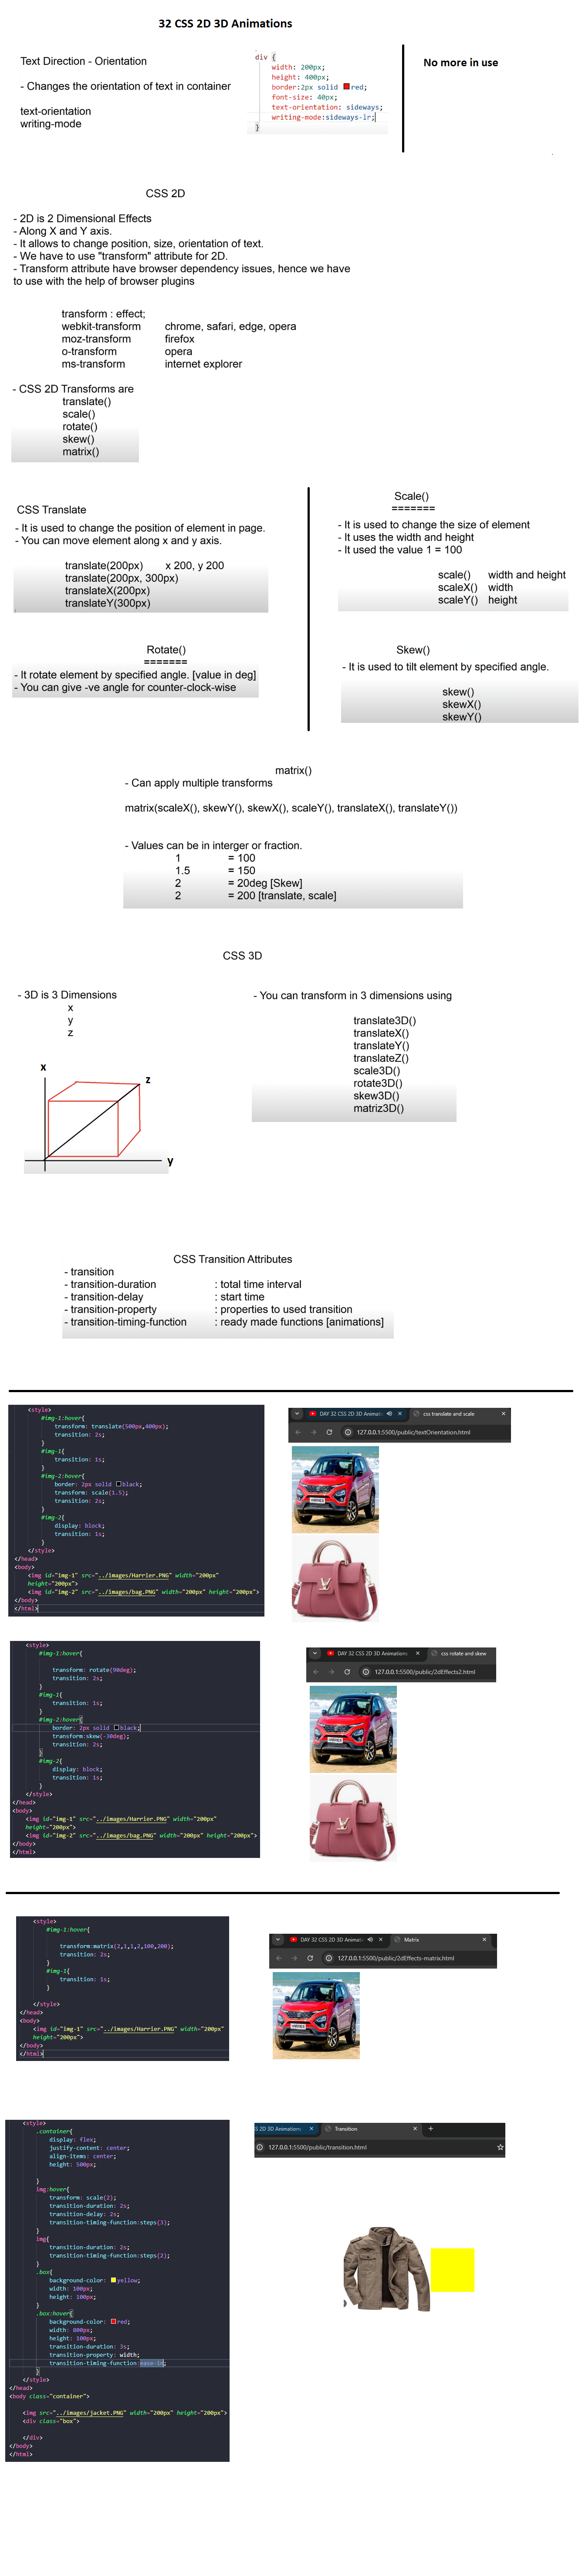 32 CSS 2D 3D Animations
Text Direction - Orientation
- Changes the orientation of text in container
text-orientation
writing-mode
div {
width: 200px;
height: 400px;
border:2px solid red;
font-size: 40px;
text-orientation: sideways;
writing-mode:sideways-lr;
}
No more in use
CSS 2D
- 2D is 2 Dimensional Effects
- Along X and Y axis.
- It allows to change position, size, orientation of text.
- We have to use "transform" attribute for 2D.
- Transform attribute have browser dependency issues, hence we have
to use with the help of browser plugins
transform : effect;
webkit-transform chrome, safari, edge, opera
moz-transform firefox
o-transform opera
ms-transform internet explorer
- CSS 2D Transforms are
translate()
scale()
rotate()
skew()
matrix()
CSS Translate
- It is used to change the position of element in page.
- You can move element along x and y axis.
translate(200px) x 200, y 200
translate(200px, 300px)
translateX(200px)
translateY(300px)
Scale()
=======
- It is used to change the size of element
- It uses the width and height
- It used the value 1 = 100
scale() width and height
scaleX() width
scaleY() height
Rotate()
=======
- It rotate element by specified angle. [value in deg]
- You can give -ve angle for counter-clock-wise
Skew()
- It is used to tilt element by specified angle.
skew()
skewX()
skewY()
matrix()
- Can apply multiple transforms
matrix(scaleX(), skewY(), skewX(), scaleY(), translateX(), translateY())
- Values can be in interger or fraction.
1 = 100
1.5 = 150
2 = 20deg [Skew]
2 = 200 [translate, scale]
CSS 3D
- 3D is 3 Dimensions
x
y
z
x
z
y
- You can transform in 3 dimensions using
translate3D()
translateX()
translateY()
translateZ()
scale3D()
rotate3D()
skew3D()
matriz3D()
CSS Transition Attributes
- transition
- transition-duration : total time interval
- transition-delay : start time
- transition-property : properties to used transition
- transition-timing-function : ready made functions [animations]
<style>
#img-1:hover{
transform: translate(500px,400px);
transition: 2s;
}
#img-1{
transition: 1s;
}
#img-2:hover{
border: 2px solid black;
transform: scale(1.5);
transition: 2s;
}
#img-2{
display: block;
transition: 1s;
}
</style>
</head>
<body>
<img id="img-1" src="../images/Harrier.PNG" width="200px"
height="200px">
<img id="img-2" src="../images/bag.PNG" width="200px" height="200px">
</body>
</html>
DAY 32 CSS 2D 3D Animati
css translate and scale
127.0.0.1:5500/public/textOrientation.html
<style>
#img-1:hover{
transform: rotate(90deg);
transition: 2s;
}
#img-1{
transition: 1s;
}
#img-2:hover{
border: 2px solid black;
transform:skew(-30deg);
transition: 2s;
}
#img-2{
display: block;
transition: 1s;
}
</style>
</head>
<body>
<img id="img-1" src="../images/Harrier.PNG" width="200px"
height="200px">
<img id="img-2" src="../images/bag.PNG" width="200px" height="200px">
</body>
</html>
DAY 32 CSS 2D 3D Animations
css rotate and skew
127.0.0.1:5500/public/2dEffects2.html
<style>
#img-1:hover{
transform:matrix(2,1,1,2,100,200);
transition: 2s;
}
#img-1{
transition: 1s;
}
</style>
</head>
<body>
<img id="img-1" src="../images/Harrier.PNG" width="200px"
height="200px">
</body>
</html>
DAY 32 CSS 2D 3D Animati
Matrix
127.0.0.1:5500/public/2dEffects-matrix.html
<style>
.container{
display: flex;
justify-content: center;
align-items: center;
height: 500px;
}
img:hover{
transform: scale(2);
transition-duration: 2s;
transition-delay: 2s;
transition-timing-function:steps(3);
}
img{
transition-duration: 2s;
transition-timing-function:steps(2);
}
.box{
background-color: yellow;
width: 100px;
height: 100px;
}
.box:hover{
background-color: red;
width: 800px;
height: 100px;
transition-duration: 3s;
transition-property: width;
transition-timing-function:ease-in;
}
</style>
</head>
<body class="container">
<img src="../images/jacket.PNG" width="200px" height="200px">
<div class="box">
</div>
</body>
</html>
S 2D 3D Animations
Transition
127.0.0.1:5500/public/transition.html